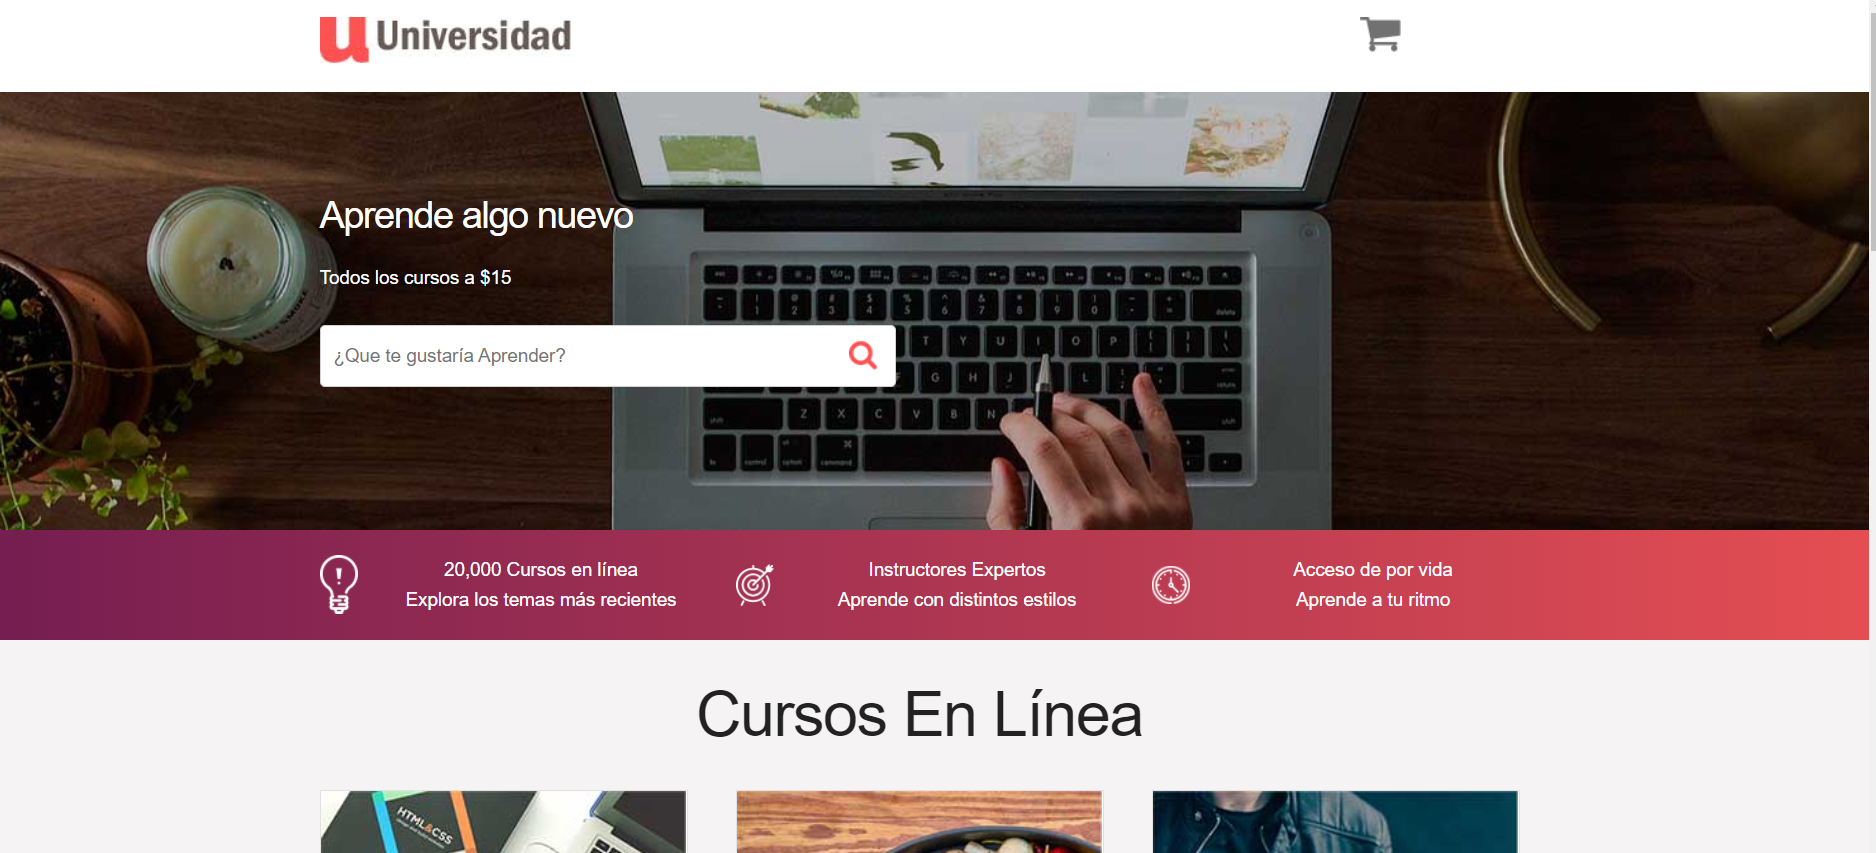 u Universidad
Aprende algo nuevo
Todos los cursos a $15
¿Que te gustaría Aprender?
20,000 Cursos en línea
Explora los temas más recientes
Instructores Expertos
Aprende con distintos estilos
Acceso de por vida
Aprende a tu ritmo
Cursos En Línea
HTML&CSS